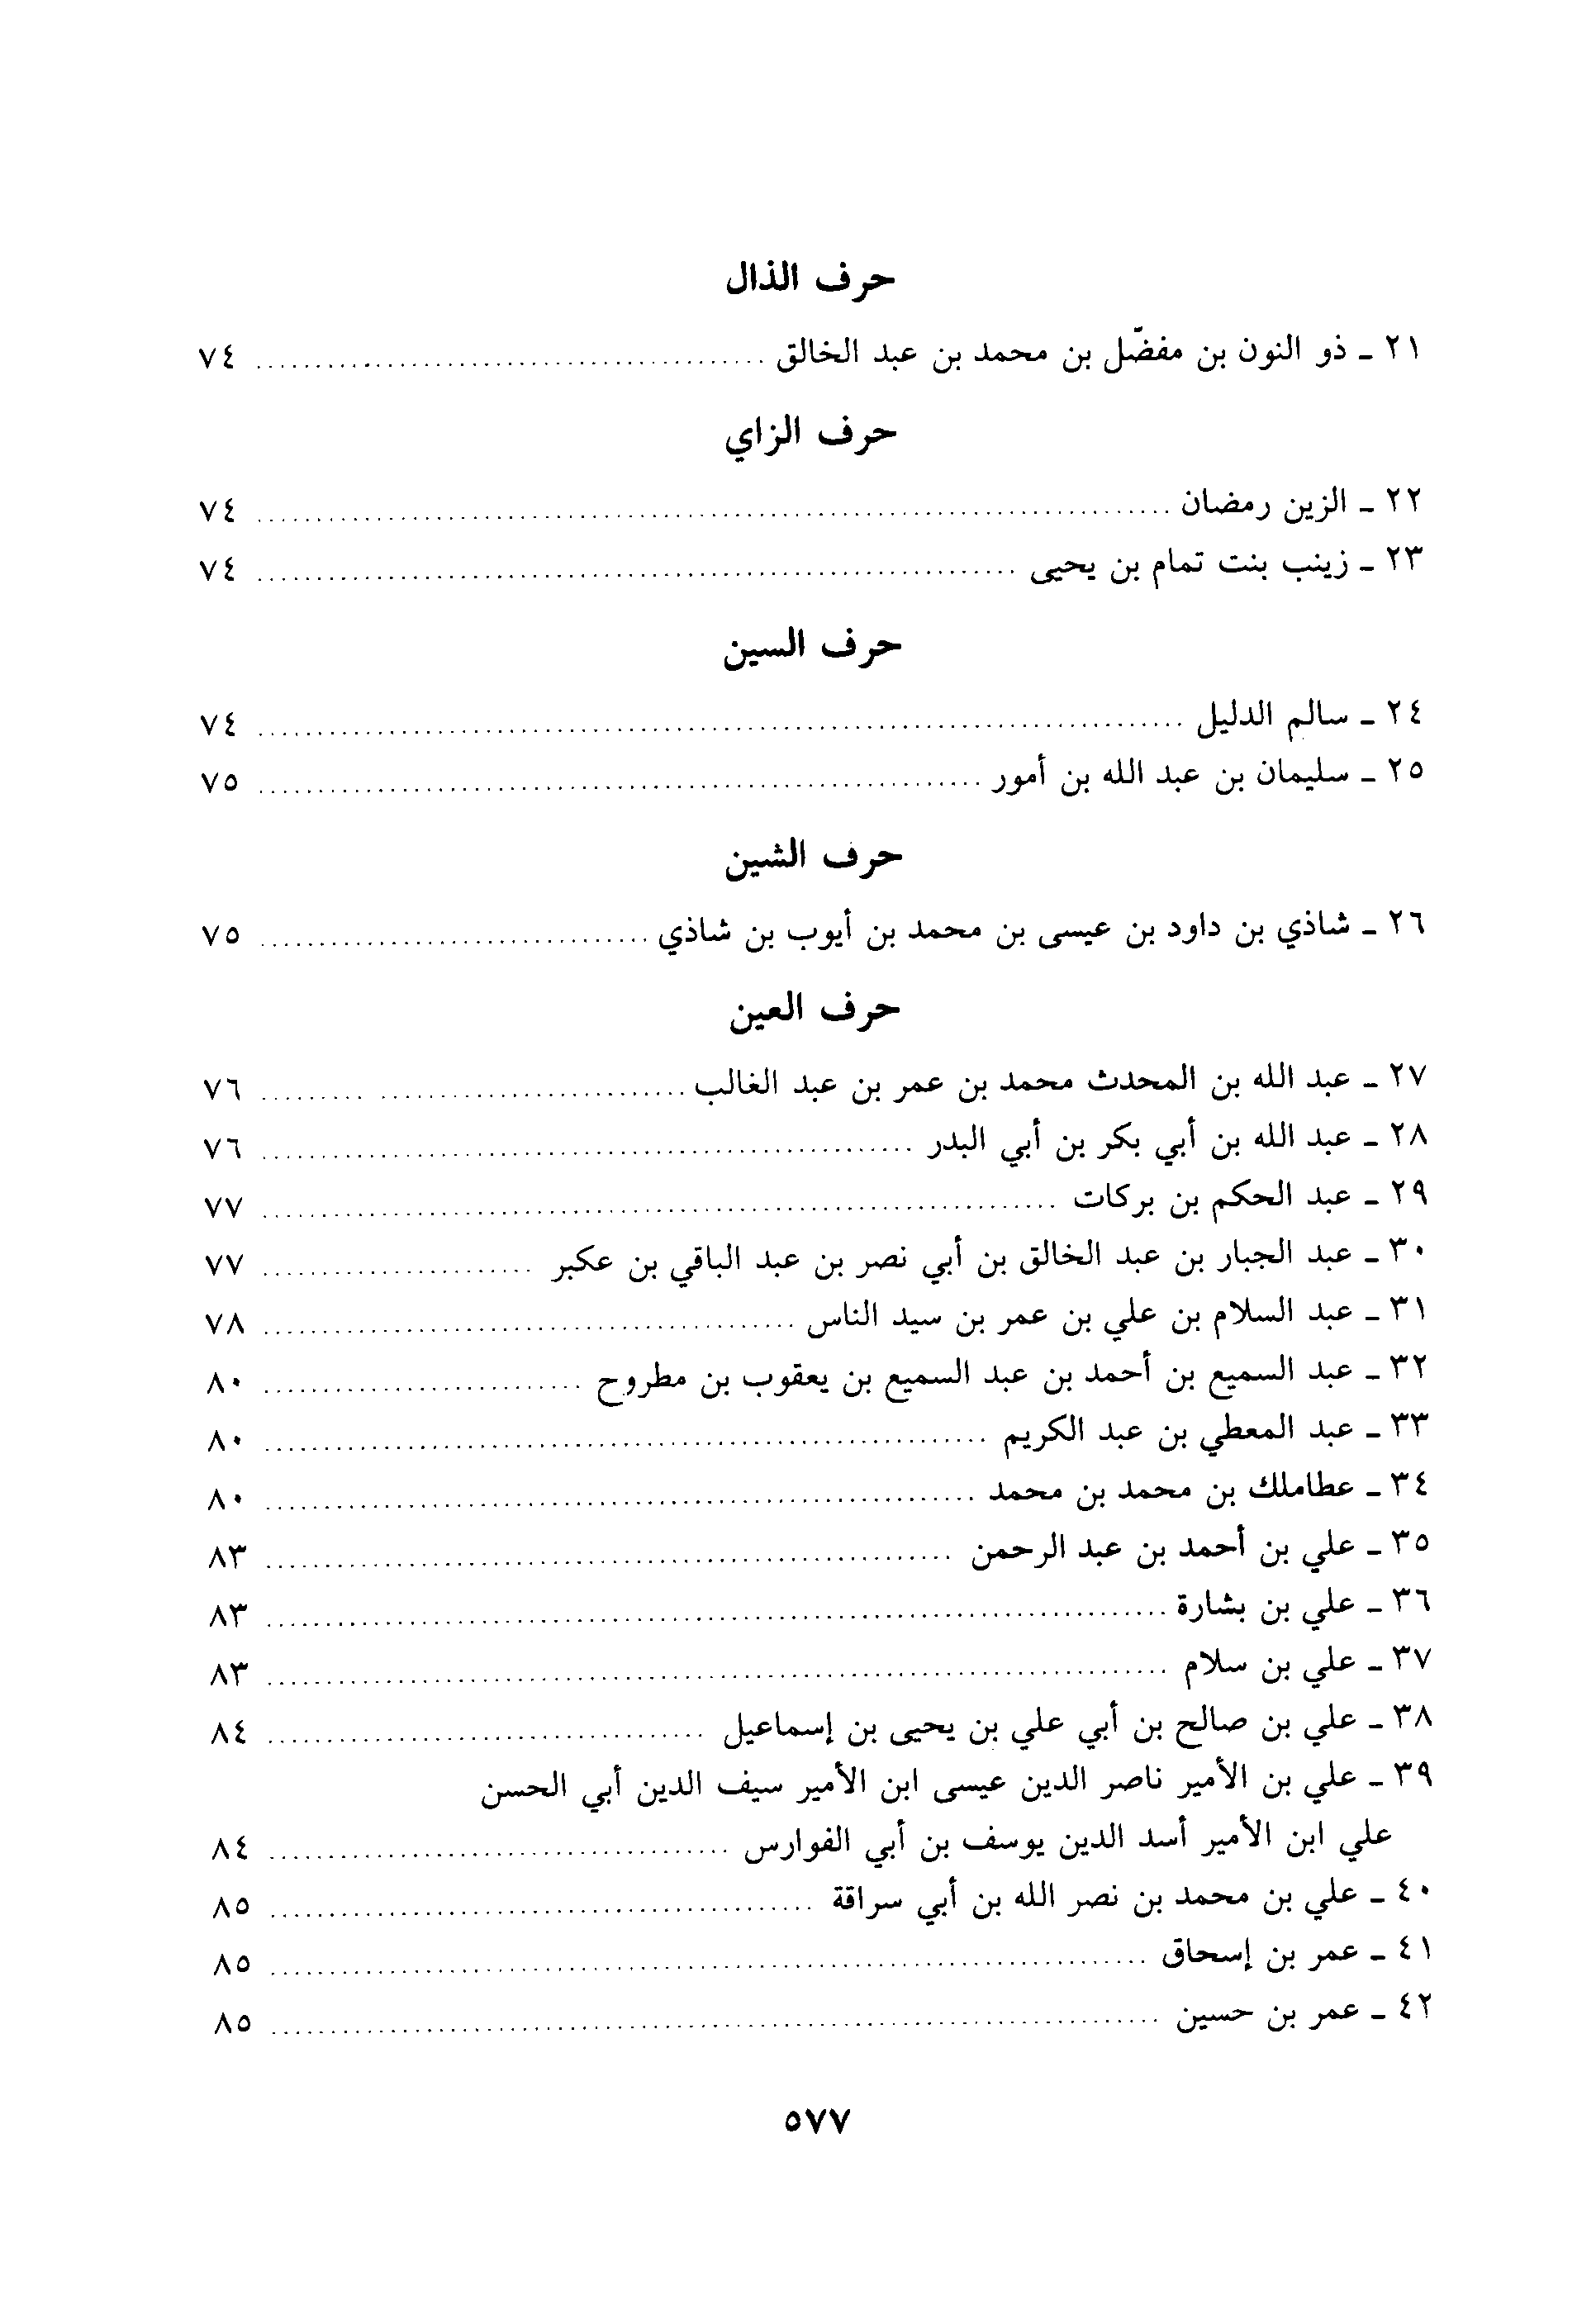 حرف الذال
٢١ ـ ذو النون بن مفضّل بن محمد بن عبد الخالق ........ ٧٤
حرف الزاي
٢٢ ـ الزين رمضان ........ ٧٤
٢٣ ـ زينب بنت تمام بن يحيى ........ ٧٤
حرف السين
٢٤ ـ سالم الدليل ........ ٧٤
٢٥ ـ سليمان بن عبد الله بن أمور ........ ٧٥
حرف الشين
٢٦ ـ شاذي بن داود بن عيسى بن محمد بن أيوب بن شاذي ........ ٧٥
حرف العين
٢٧ ـ عبد الله بن المحدث محمد بن عمر بن عبد الغالب ........ ٧٦
٢٨ ـ عبد الله بن أبي بكر بن أبي البدر ........ ٧٦
٢٩ ـ عبد الحكم بن بركات ........ ٧٧
٣٠ ـ عبد الجبار بن عبد الخالق بن أبي نصر بن عبد الباقي بن عكبر ........ ٧٧
٣١ ـ عبد السلام بن علي بن عمر بن سيد الناس ........ ٧٨
٣٢ ـ عبد السميع بن أحمد بن عبد السميع بن يعقوب بن مطروح ........ ٨٠
٣٣ ـ عبد المعطي بن عبد الكريم ........ ٨٠
٣٤ ـ عطاملك بن محمد بن محمد ........ ٨٠
٣٥ ـ علي بن أحمد بن عبد الرحمن ........ ٨٣
٣٦ ـ علي بن بشارة ........ ٨٣
٣٧ ـ علي بن سلام ........ ٨٣
٣٨ ـ علي بن صالح بن أبي علي بن يحيى بن إسماعيل ........ ٨٤
٣٩ ـ علي بن الأمير ناصر الدين عيسى ابن الأمير سيف الدين أبي الحسن
علي ابن الأمير أسد الدين يوسف بن أبي الفوارس ........ ٨٤
٤٠ ـ علي بن محمد بن نصر الله بن أبي سراقة ........ ٨٥
٤١ ـ عمر بن إسحاق ........ ٨٥
٤٢ ـ عمر بن حسين ........ ٨٥
٥٧٧